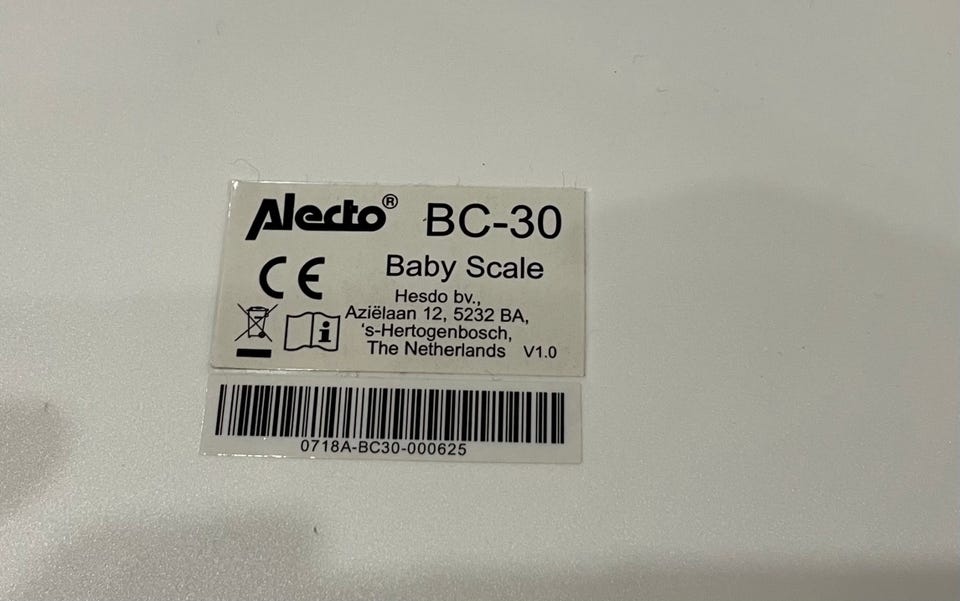 Alecto® BC-30
CE
Baby Scale
Hesdo bv.,
Aziëlaan 12, 5232 BA,
's-Hertogenbosch,
The Netherlands V1.0
0718A-BC30-000625